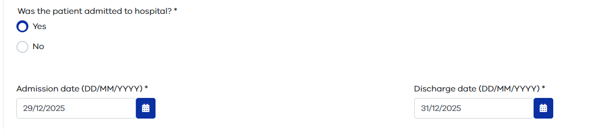 Was the patient admitted to hospital? *
Yes
No
Admission date (DD/MM/YYYY) * Discharge date (DD/MM/YYYY) *
29/12/2025 31/12/2025